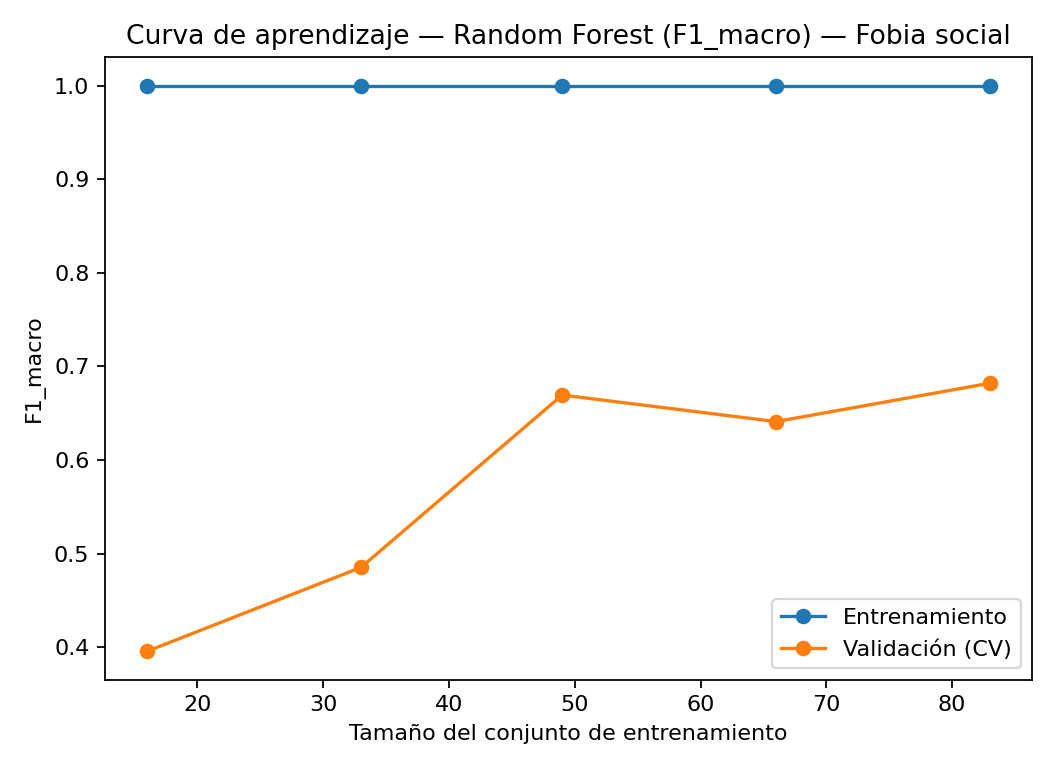 Curva de aprendizaje — Random Forest (F1_macro) — Fobia social
1.0
0.9
0.8
0.7
0.6
0.5
0.4
F1_macro
20 30 40 50 60 70 80
Tamaño del conjunto de entrenamiento
Entrenamiento
Validación (CV)